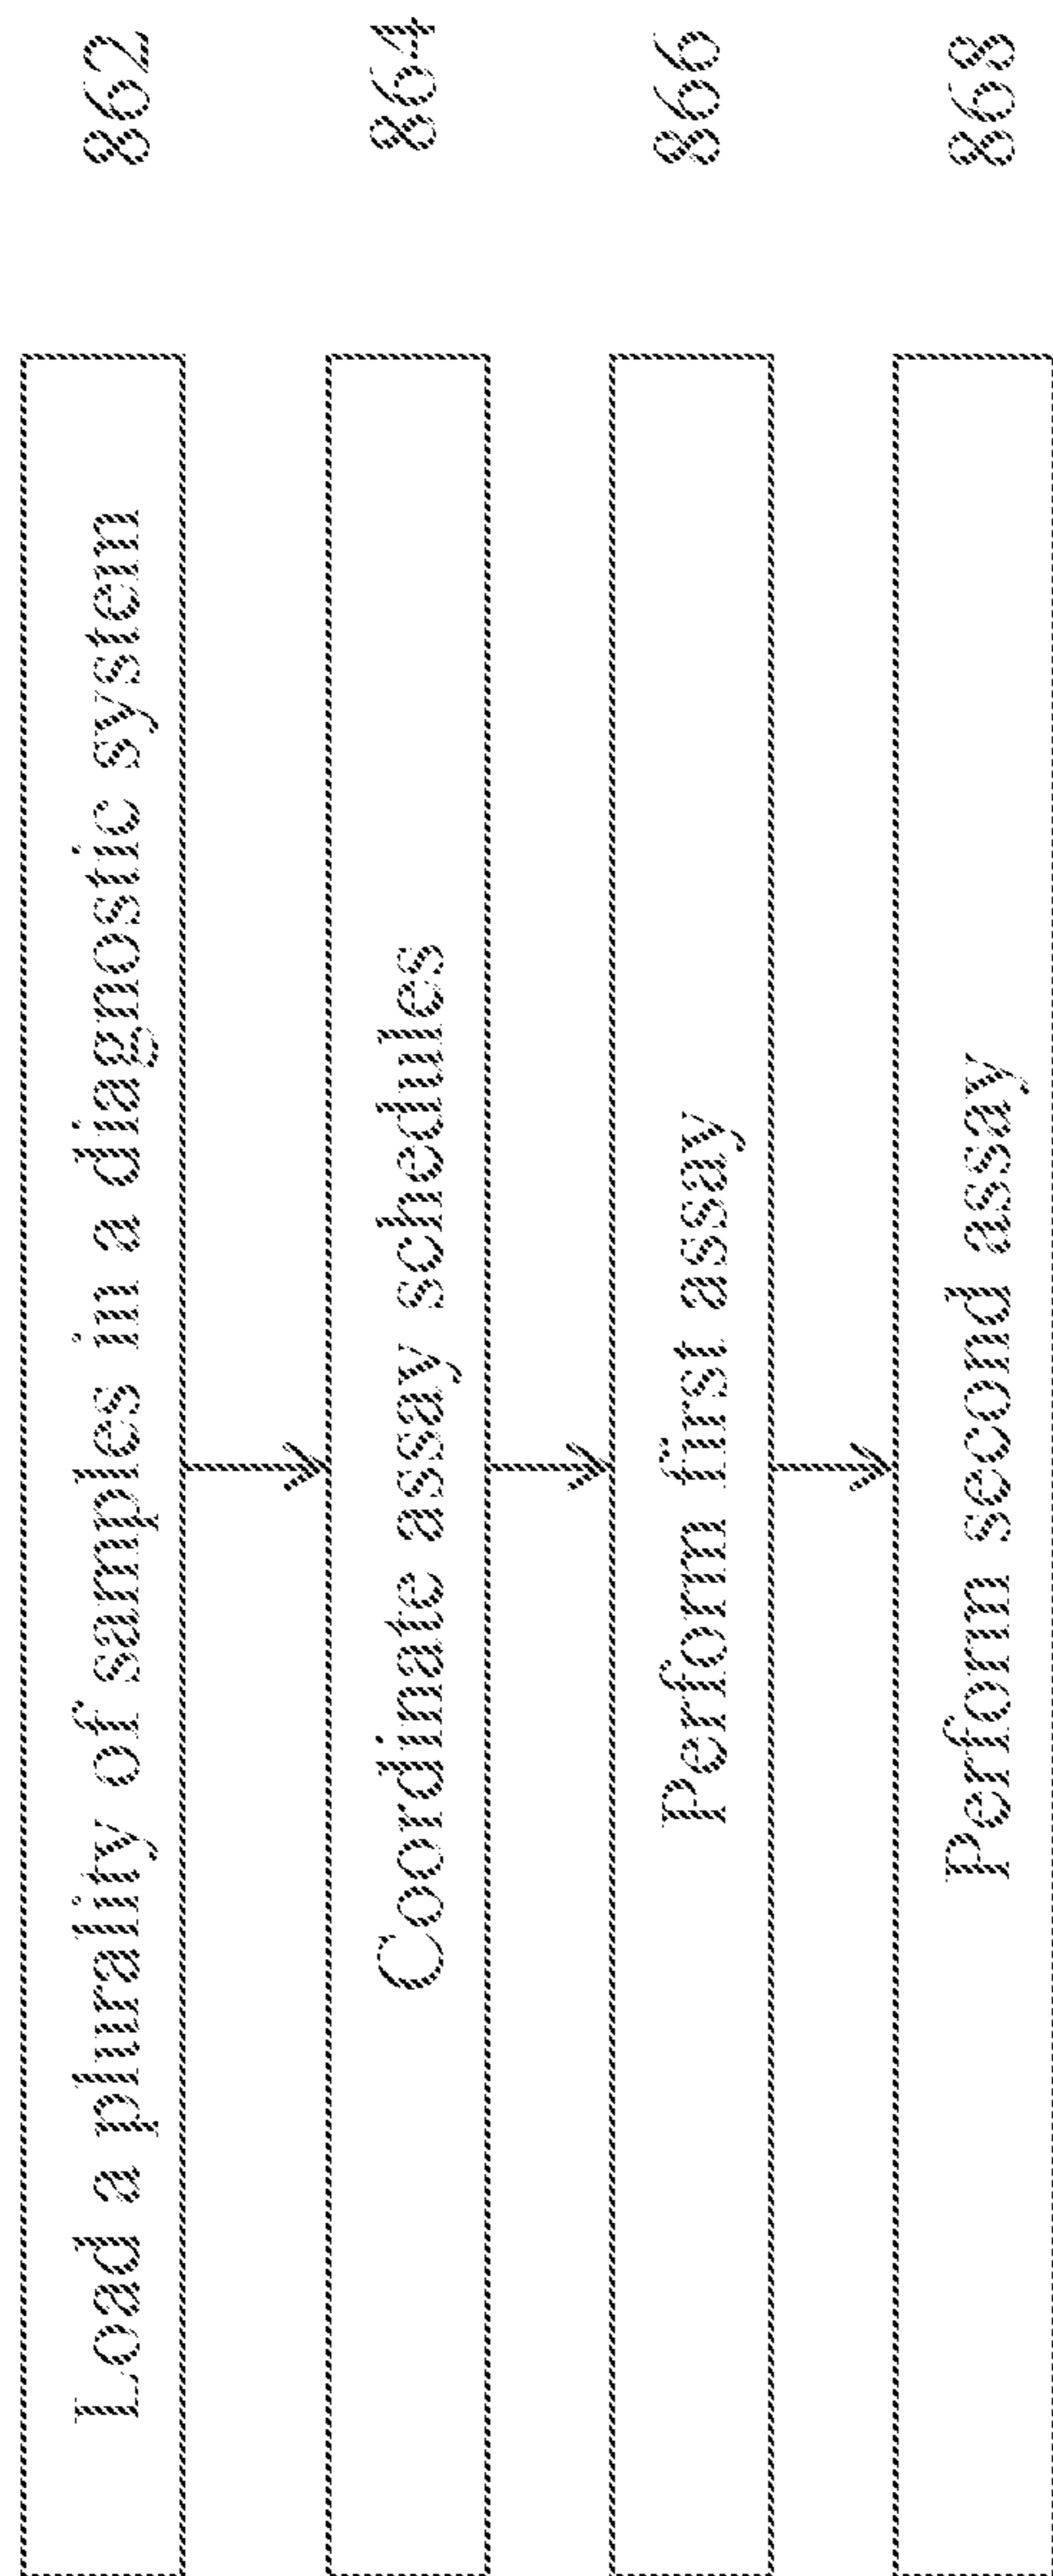 Load a plurality of samples in a diagnostic system 862
Coordinate assay schedules 864
Perform first assay 866
Perform second assay 868